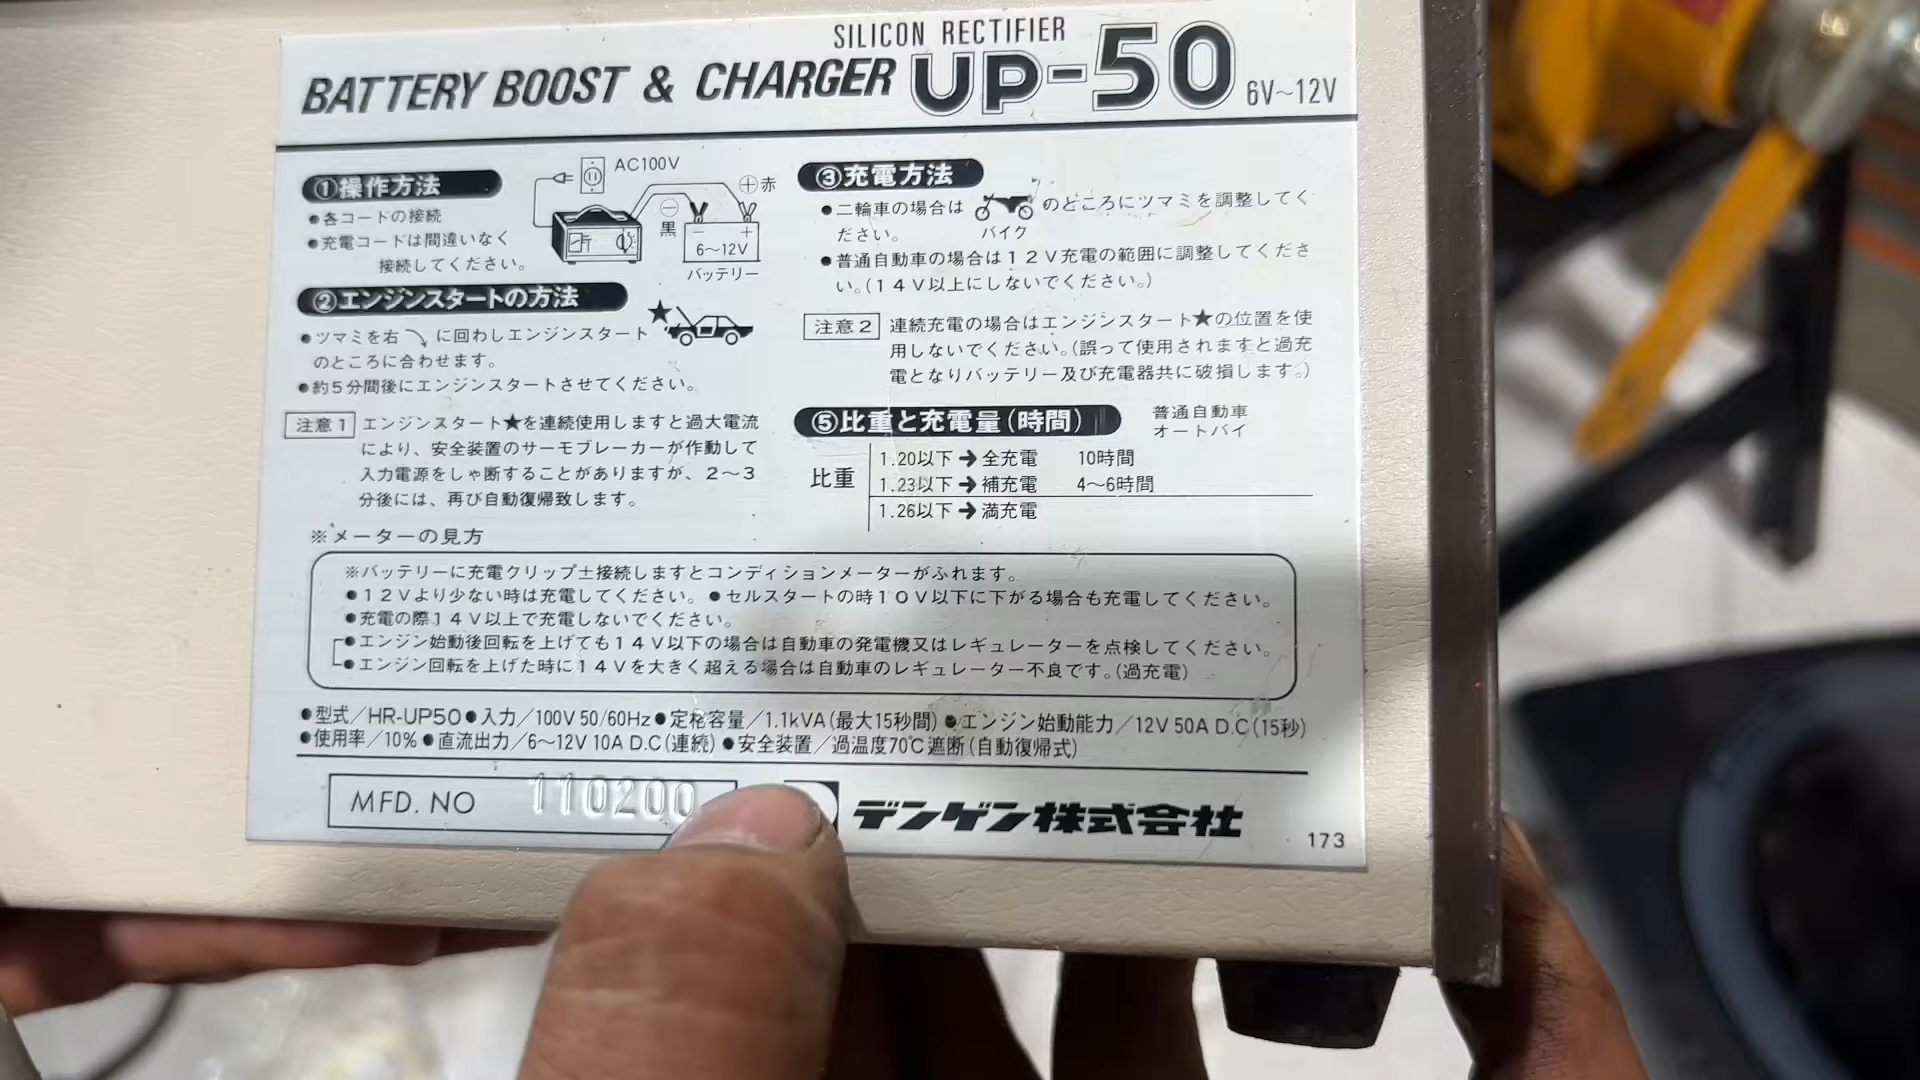 SILICON RECTIFIER
BATTERY BOOST & CHARGER UP-50 6V~12V
①操作方法
●各コードの接続
●充電コードは間違いなく
接続してください。
AC100V
⊕赤
⊖
黒
− +
6~12V
バッテリー
②エンジンスタートの方法
●ツマミを右 に回わしエンジンスタート★
のところに合わせます。
●約5分間後にエンジンスタートさせてください。
注意1 エンジンスタート★を連続使用しますと過大電流
により、安全装置のサーモブレーカーが作動して
入力電源をしゃ断することがありますが、2〜3
分後には、再び自動復帰致します。
③充電方法
●二輪車の場合は のどころにツマミを調整してく
ださい。 バイク
●普通自動車の場合は12V充電の範囲に調整してくださ
い。(14V以上にしないでください。)
注意2 連続充電の場合はエンジンスタート★の位置を使
用しないでください。(誤って使用されますと過充
電となりバッテリー及び充電器共に破損します。)
⑤比重と充電量(時間) 普通自動車
オートバイ
比重
1.20以下→全充電 10時間
1.23以下→補充電 4〜6時間
1.26以下→満充電
※メーターの見方
※バッテリーに充電クリップ±接続しますとコンディションメーターがふれます。
●12Vより少ない時は充電してください。●セルスタートの時10V以下に下がる場合も充電してください。
●充電の際14V以上で充電しないでください。
●エンジン始動後回転を上げても14V以下の場合は自動車の発電機又はレギュレーターを点検してください。
●エンジン回転を上げた時に14Vを大きく超える場合は自動車のレギュレーター不良です。(過充電)
●型式/HR-UP50●入力/100V 50/60Hz●定格容量/1.1kVA(最大15秒間)●エンジン始動能力/12V 50A D.C(15秒)
●使用率/10%●直流出力/6~12V 10A D.C(連続)●安全装置/過温度70℃遮断(自動復帰式)
MFD. NO 110200
デンゲン株式会社
173